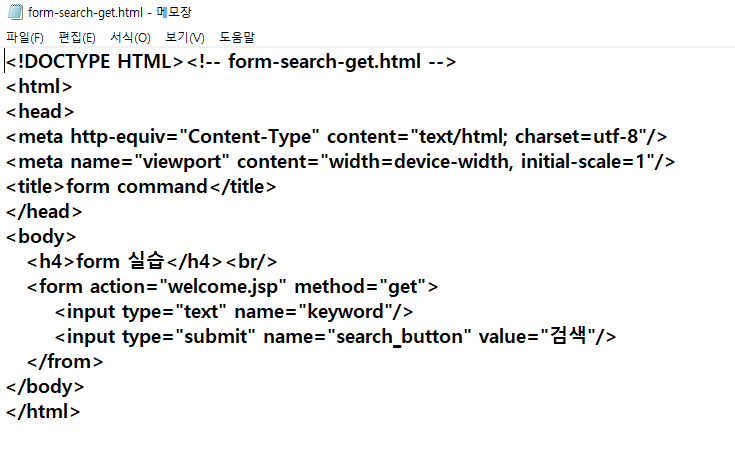 form-search-get.html - 메모장
파일(F) 편집(E) 서식(O) 보기(V) 도움말
<!DOCTYPE HTML><!-- form-search-get.html -->
<html>
<head>
<meta http-equiv="Content-Type" content="text/html; charset=utf-8"/>
<meta name="viewport" content="width=device-width, initial-scale=1"/>
<title>form command</title>
</head>
<body>
<h4>form 실습</h4><br/>
<form action="welcome.jsp" method="get">
<input type="text" name="keyword"/>
<input type="submit" name="search_button" value="검색"/>
</from>
</body>
</html>